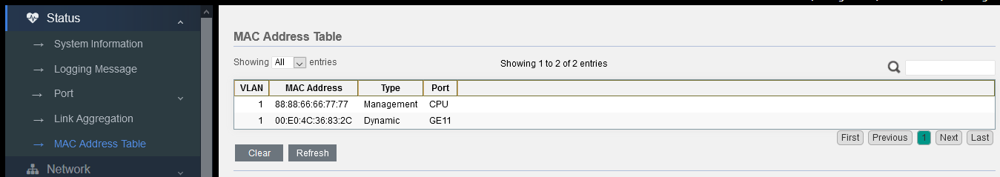 Status
System Information
Logging Message
Port
Link Aggregation
MAC Address Table
Network
MAC Address Table
Showing All entries
Showing 1 to 2 of 2 entries
VLAN MAC Address Type Port
1 88:88:66:66:77:77 Management CPU
1 00:E0:4C:36:83:2C Dynamic GE11
First Previous 1 Next Last
Clear Refresh